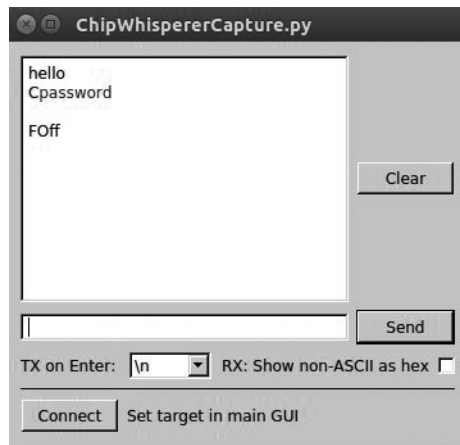 ChipWhispererCapture.py
hello
Cpassword
FOff
Clear
Send
TX on Enter: \n RX: Show non-ASCII as hex
Connect Set target in main GUI